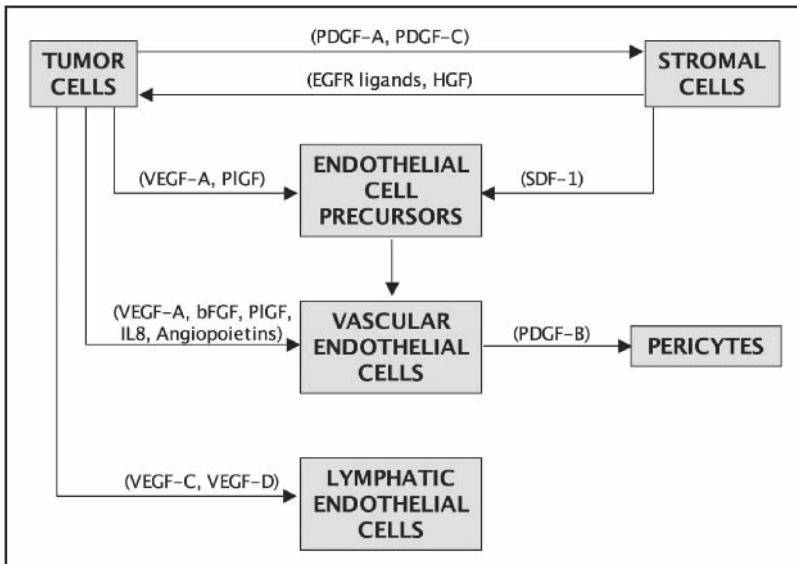 (PDGF-A, PDGF-C)
TUMOR
CELLS
STROMAL
CELLS
(EGFR ligands, HGF)
ENDOTHELIAL
CELL
PRECURSORS
(VEGF-A, PlGF)
(SDF-1)
(VEGF-A, bFGF, PlGF,
IL8, Angiopoietins)
VASCULAR
ENDOTHELIAL
CELLS
(PDGF-B)
PERICYTES
(VEGF-C, VEGF-D)
LYMPHATIC
ENDOTHELIAL
CELLS